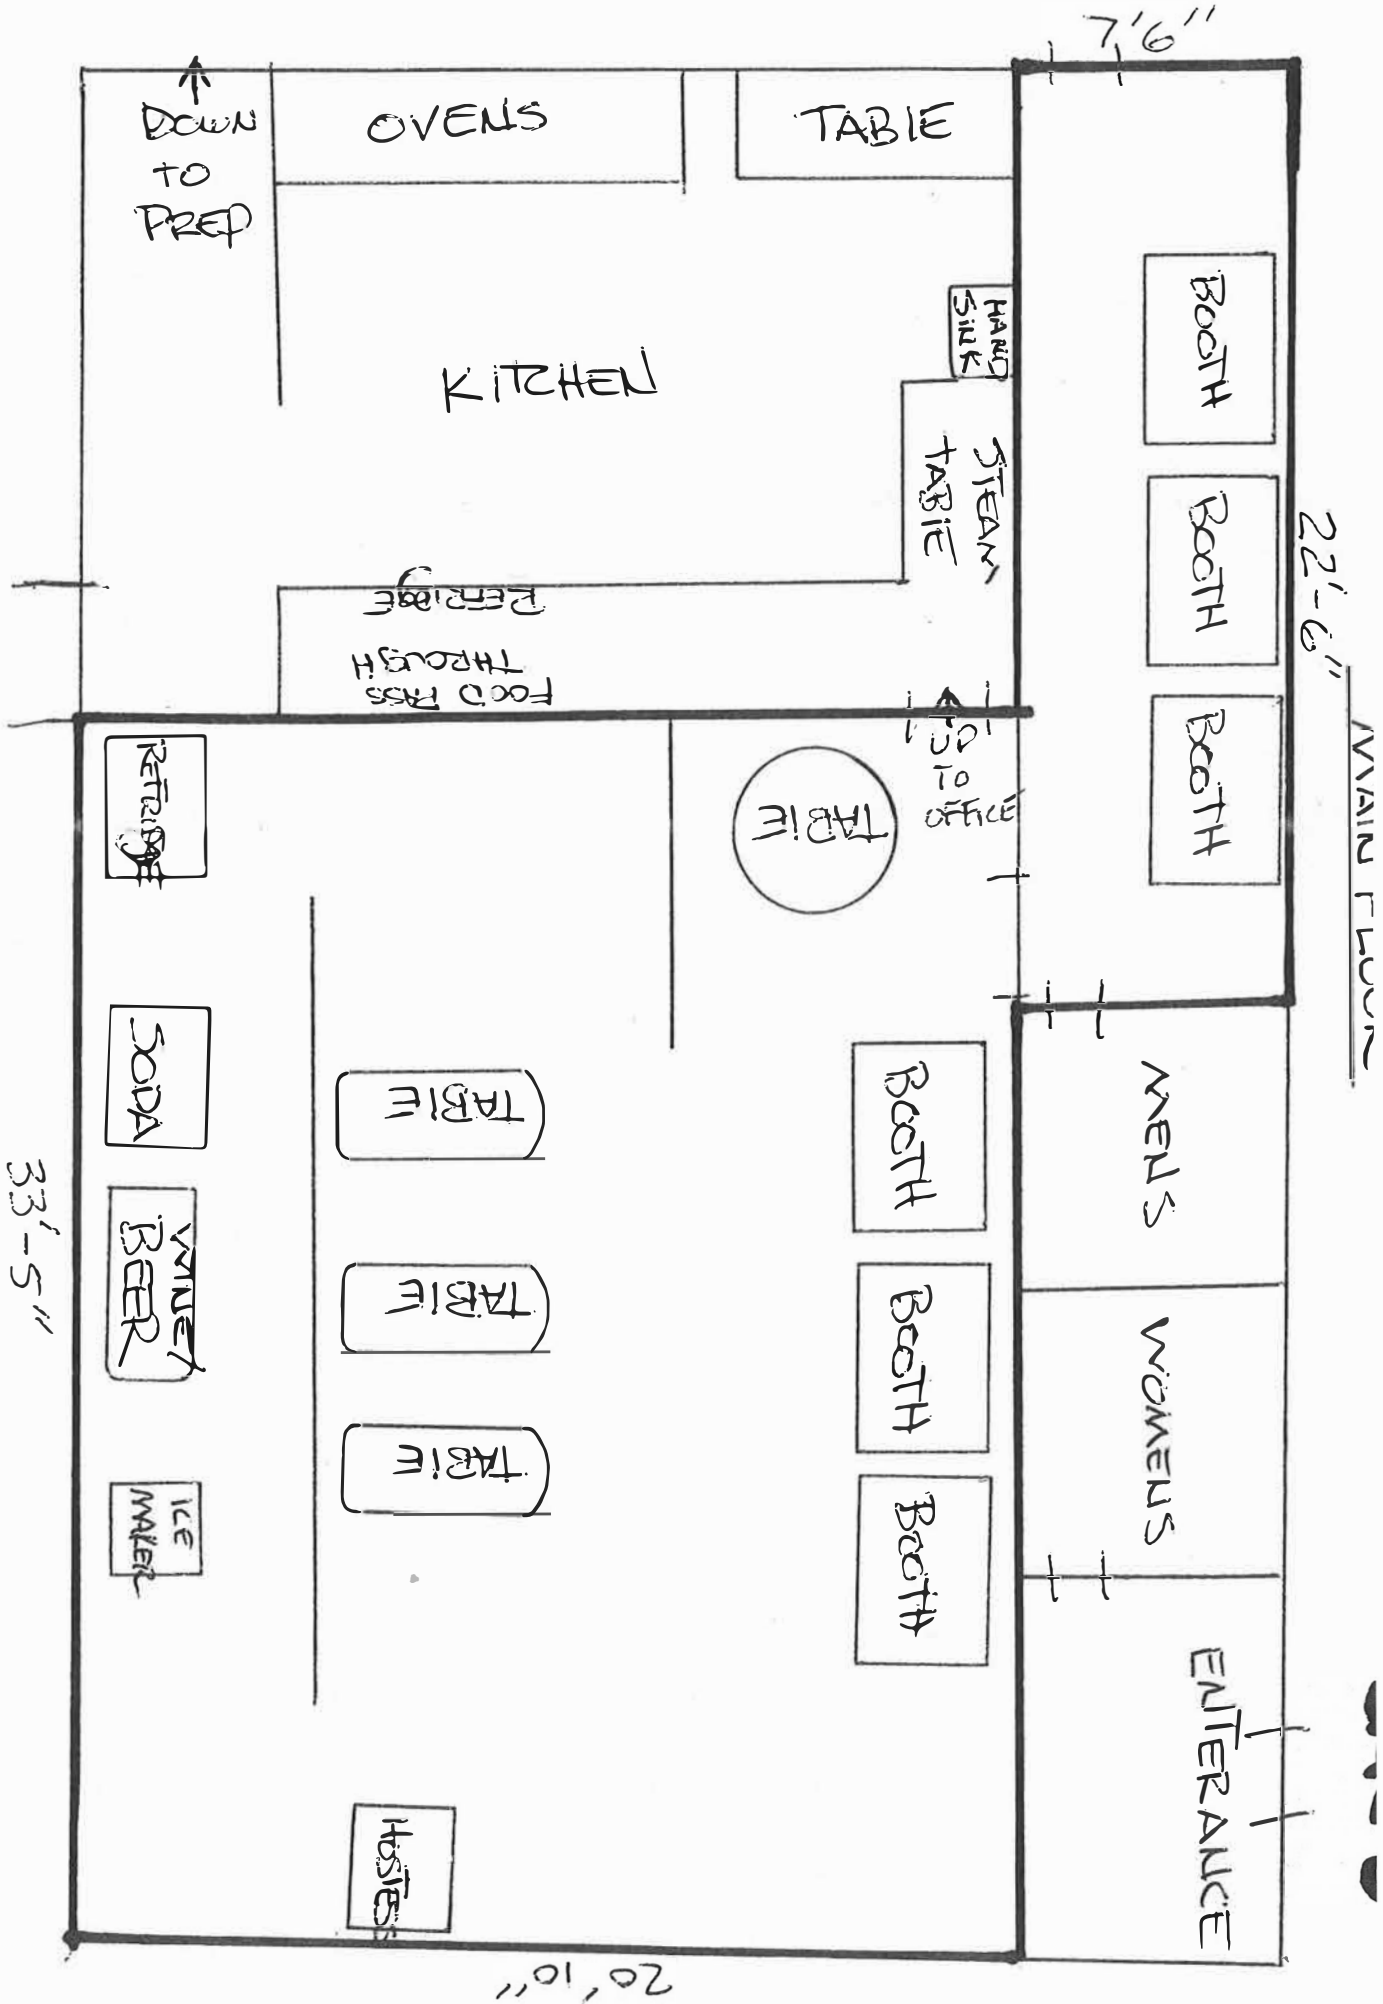 7'6"
DOWN
TO
PREP
OVENS
TABLE
HAND
SINK
KITCHEN
STEAM
TABLE
REFRIDGE
FOOD PASS
THROUGH
BOOTH
BOOTH
BOOTH
22'-6"
MAIN FLOOR
UP
TO
OFFICE
TABLE
REFRIDGE
SODA
WINE/
BEER
ICE
MAKER
33'-5"
TABLE
TABLE
TABLE
BOOTH
BOOTH
BOOTH
MENS
WOMENS
ENTERANCE
HOSTESS
20'10"